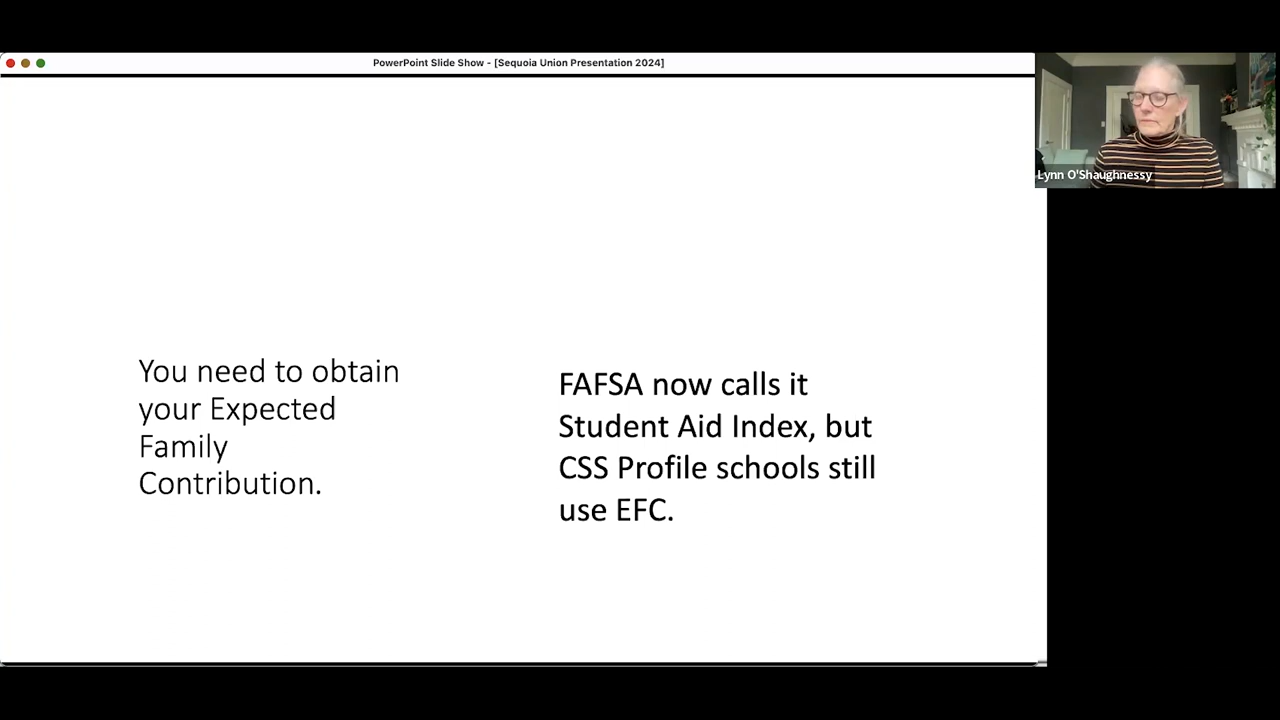 PowerPoint Slide Show - [Sequoia Union Presentation 2024]
Lynn O'Shaughnessy
You need to obtain
your Expected
Family
Contribution.
FAFSA now calls it
Student Aid Index, but
CSS Profile schools still
use EFC.